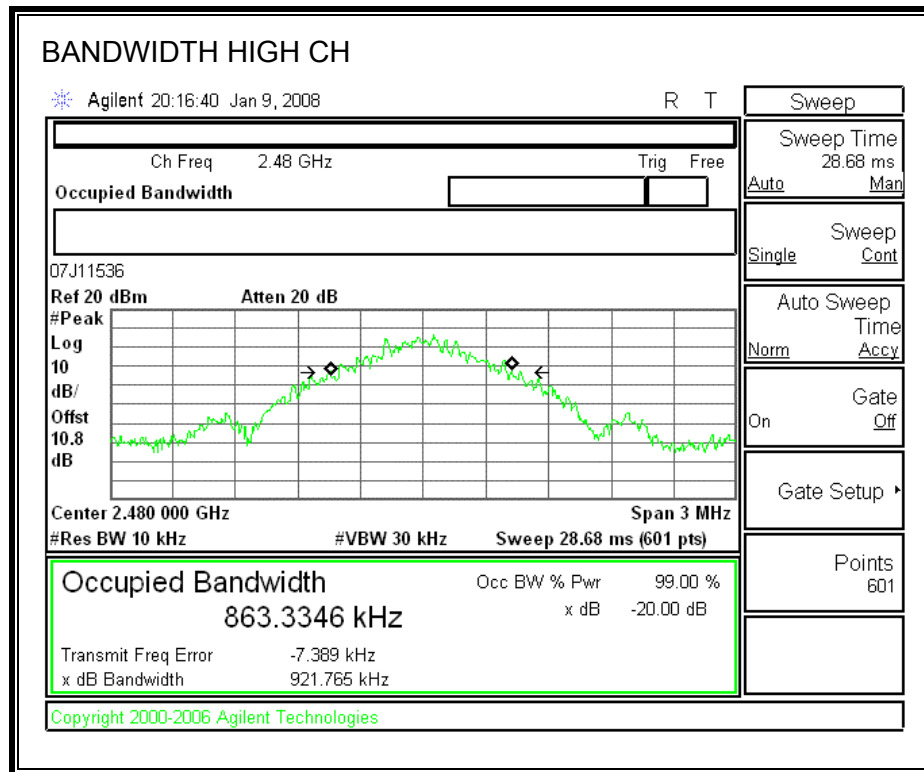 BANDWIDTH HIGH CH
Agilent 20:16:40 Jan 9, 2008 R T
Ch Freq 2.48 GHz Trig Free
Occupied Bandwidth
07J11536
Ref 20 dBm Atten 20 dB
#Peak
Log
10
dB/
Offst
10.8
dB
Center 2.480 000 GHz Span 3 MHz
#Res BW 10 kHz #VBW 30 kHz Sweep 28.68 ms (601 pts)
Occupied Bandwidth
863.3346 kHz
Occ BW % Pwr 99.00 %
x dB -20.00 dB
Transmit Freq Error -7.389 kHz
x dB Bandwidth 921.765 kHz
Copyright 2000-2006 Agilent Technologies
Sweep
Sweep Time
28.68 ms
Auto Man
Sweep
Single Cont
Auto Sweep
Time
Norm Accy
Gate
On Off
Gate Setup
Points
601